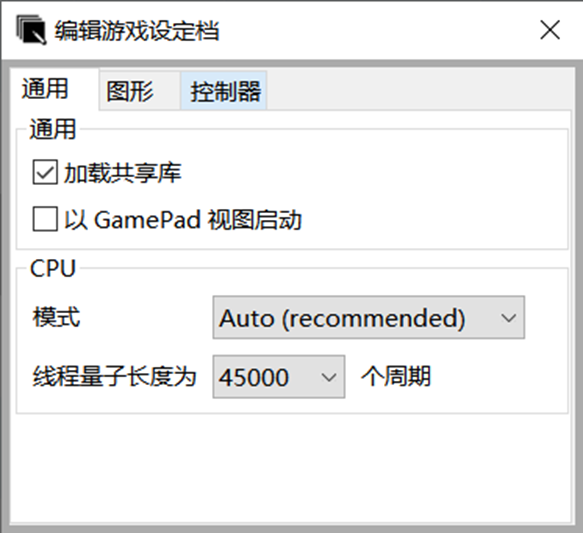 编辑游戏设定档
通用 图形 控制器
通用
加载共享库
以 GamePad 视图启动
CPU
模式 Auto (recommended)
线程量子长度为 45000 个周期